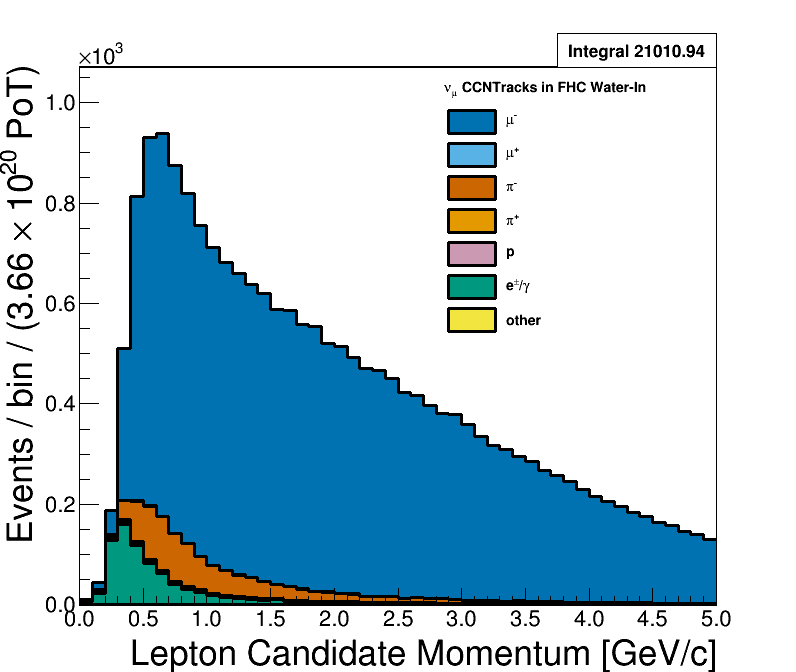 Integral 21010.94
×10³
ν_μ CCNTracks in FHC Water-In
μ⁻
μ⁺
π⁻
π⁺
p
e±/γ
other
Events / bin / (3.66 × 10²⁰ PoT)
1.0
0.8
0.6
0.4
0.2
0.0
0.0 0.5 1.0 1.5 2.0 2.5 3.0 3.5 4.0 4.5 5.0
Lepton Candidate Momentum [GeV/c]